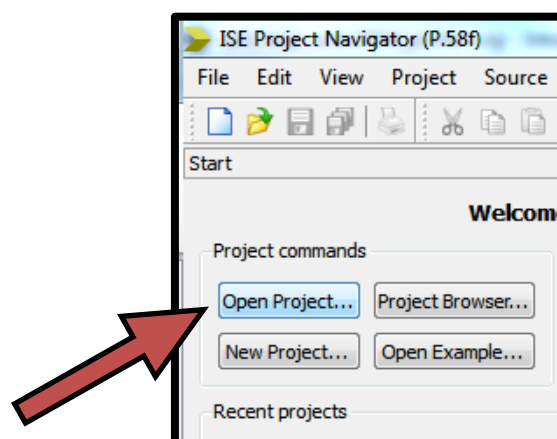 ISE Project Navigator (P.58f)
File Edit View Project Source
Start
Project commands
Open Project... Project Browser...
New Project... Open Example...
Recent projects